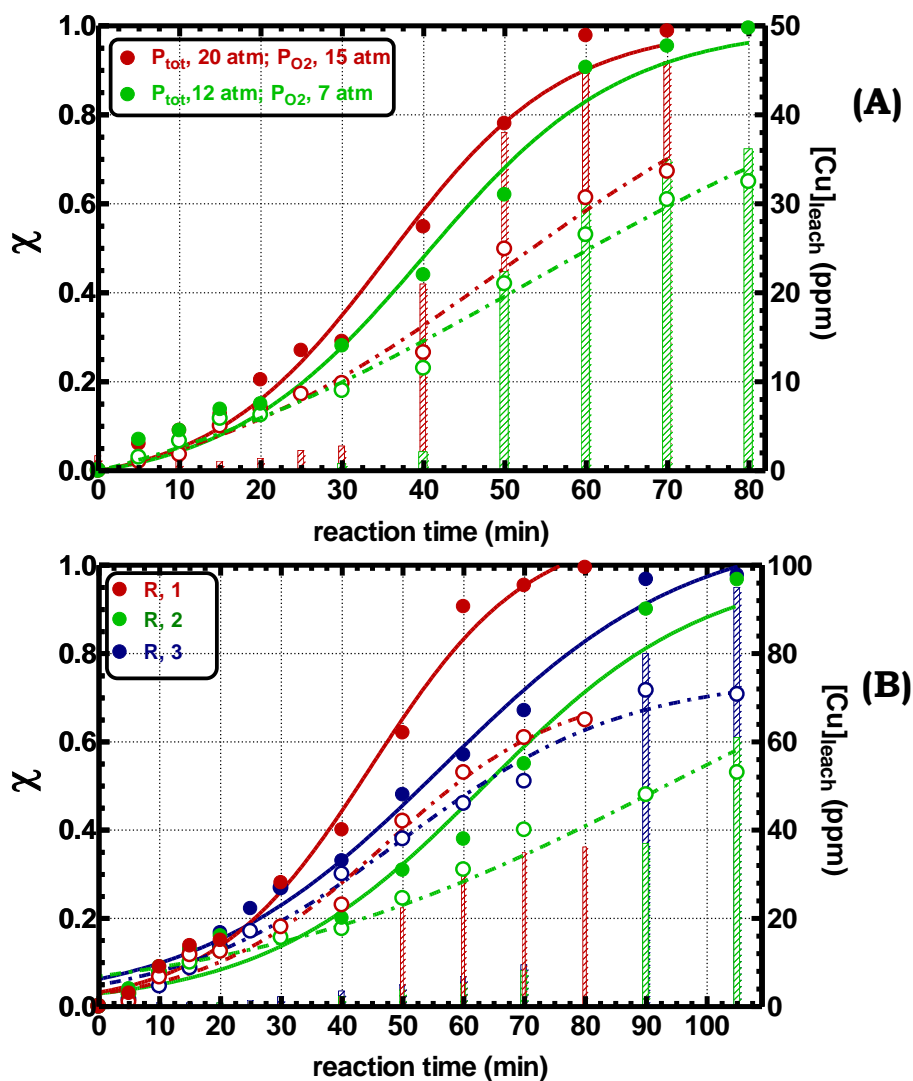 1.0
0.8
0.6
0.4
0.2
0.0
χ
P_tot, 20 atm; P_O2, 15 atm
P_tot,12 atm; P_O2, 7 atm
50
40
30
20
10
0
[Cu]leach (ppm)
(A)
0 10 20 30 40 50 60 70 80
reaction time (min)
1.0
0.8
0.6
0.4
0.2
0.0
χ
R, 1
R, 2
R, 3
100
80
60
40
20
0
[Cu]leach (ppm)
(B)
0 10 20 30 40 50 60 70 80 90 100
reaction time (min)